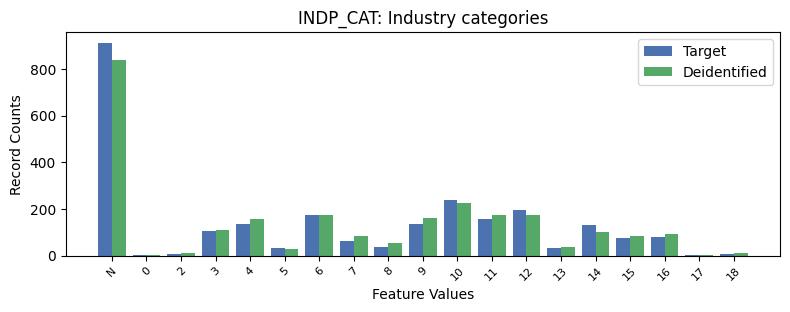 INDP_CAT: Industry categories
Target
Deidentified
Record Counts
800
600
400
200
0
N 0 2 3 4 5 6 7 8 9 10 11 12 13 14 15 16 17 18
Feature Values